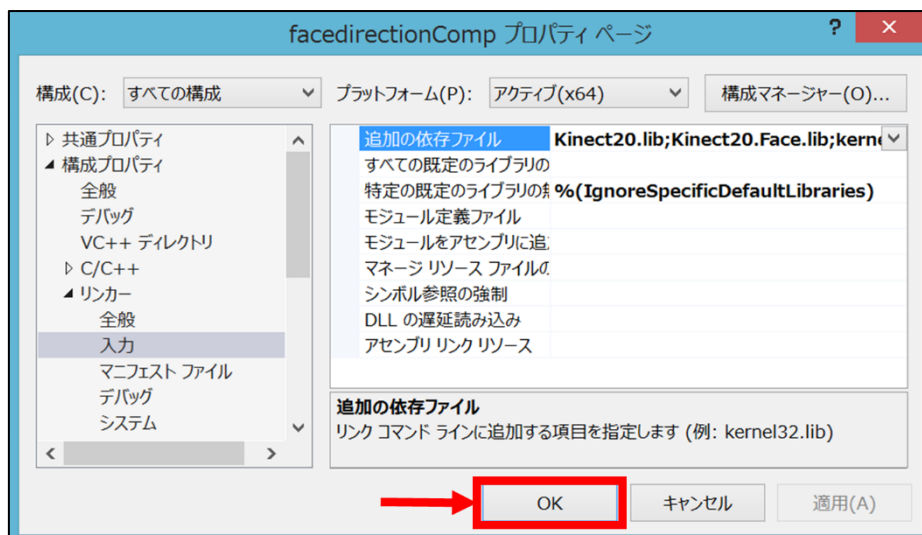 facedirectionComp プロパティ ページ
?
構成(C): すべての構成 プラットフォーム(P): アクティブ(x64) 構成マネージャー(O)...
共通プロパティ
構成プロパティ
全般
デバッグ
VC++ ディレクトリ
C/C++
リンカー
全般
入力
マニフェスト ファイル
デバッグ
システム
追加の依存ファイル Kinect20.lib;Kinect20.Face.lib;kerne
すべての既定のライブラリの
特定の既定のライブラリの無 %(IgnoreSpecificDefaultLibraries)
モジュール定義ファイル
モジュールをアセンブリに追
マネージ リソース ファイルの
シンボル参照の強制
DLL の遅延読み込み
アセンブリ リンク リソース
追加の依存ファイル
リンク コマンド ラインに追加する項目を指定します (例: kernel32.lib)
OK キャンセル 適用(A)